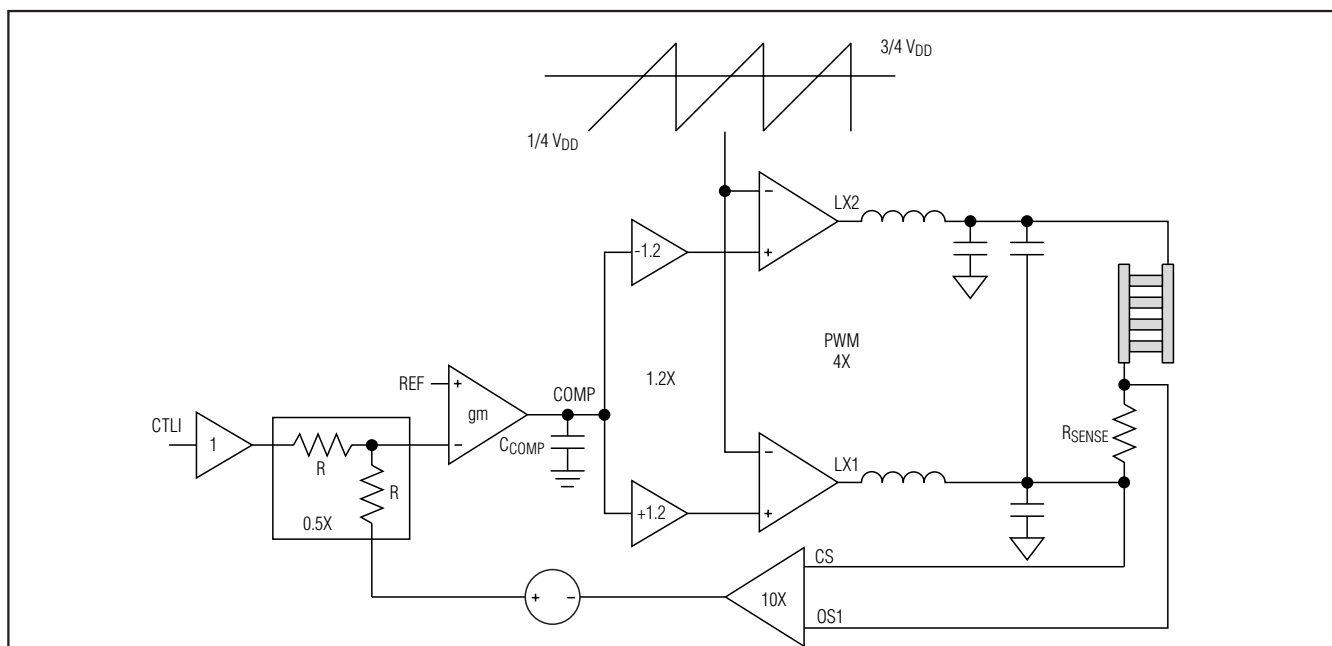 3/4 VDD
1/4 VDD
-
LX2
-1.2
+
PWM
4X
1.2X
REF
+
COMP
gm
CTLI
1
-
-
LX1
RSENSE
R
CCOMP
R
+1.2
+
0.5X
CS
+ -
10X
OS1